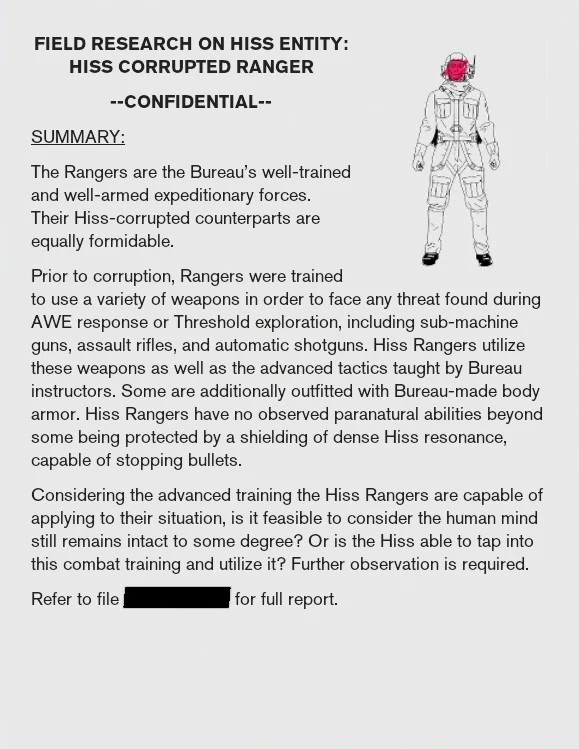 FIELD RESEARCH ON HISS ENTITY:
HISS CORRUPTED RANGER
--CONFIDENTIAL--
SUMMARY:
The Rangers are the Bureau's well-trained
and well-armed expeditionary forces.
Their Hiss-corrupted counterparts are
equally formidable.
Prior to corruption, Rangers were trained
to use a variety of weapons in order to face any threat found during
AWE response or Threshold exploration, including sub-machine
guns, assault rifles, and automatic shotguns. Hiss Rangers utilize
these weapons as well as the advanced tactics taught by Bureau
instructors. Some are additionally outfitted with Bureau-made body
armor. Hiss Rangers have no observed paranatural abilities beyond
some being protected by a shielding of dense Hiss resonance,
capable of stopping bullets.
Considering the advanced training the Hiss Rangers are capable of
applying to their situation, is it feasible to consider the human mind
still remains intact to some degree? Or is the Hiss able to tap into
this combat training and utilize it? Further observation is required.
Refer to file for full report.